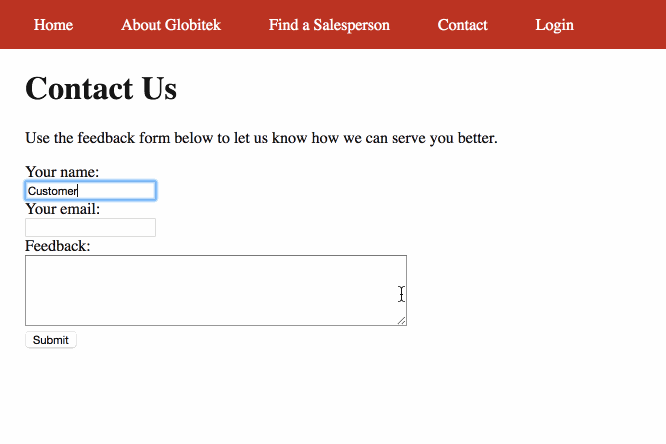 Home About Globitek Find a Salesperson Contact Login
Contact Us
Use the feedback form below to let us know how we can serve you better.
Your name:
Customer
Your email:
Feedback:
Submit